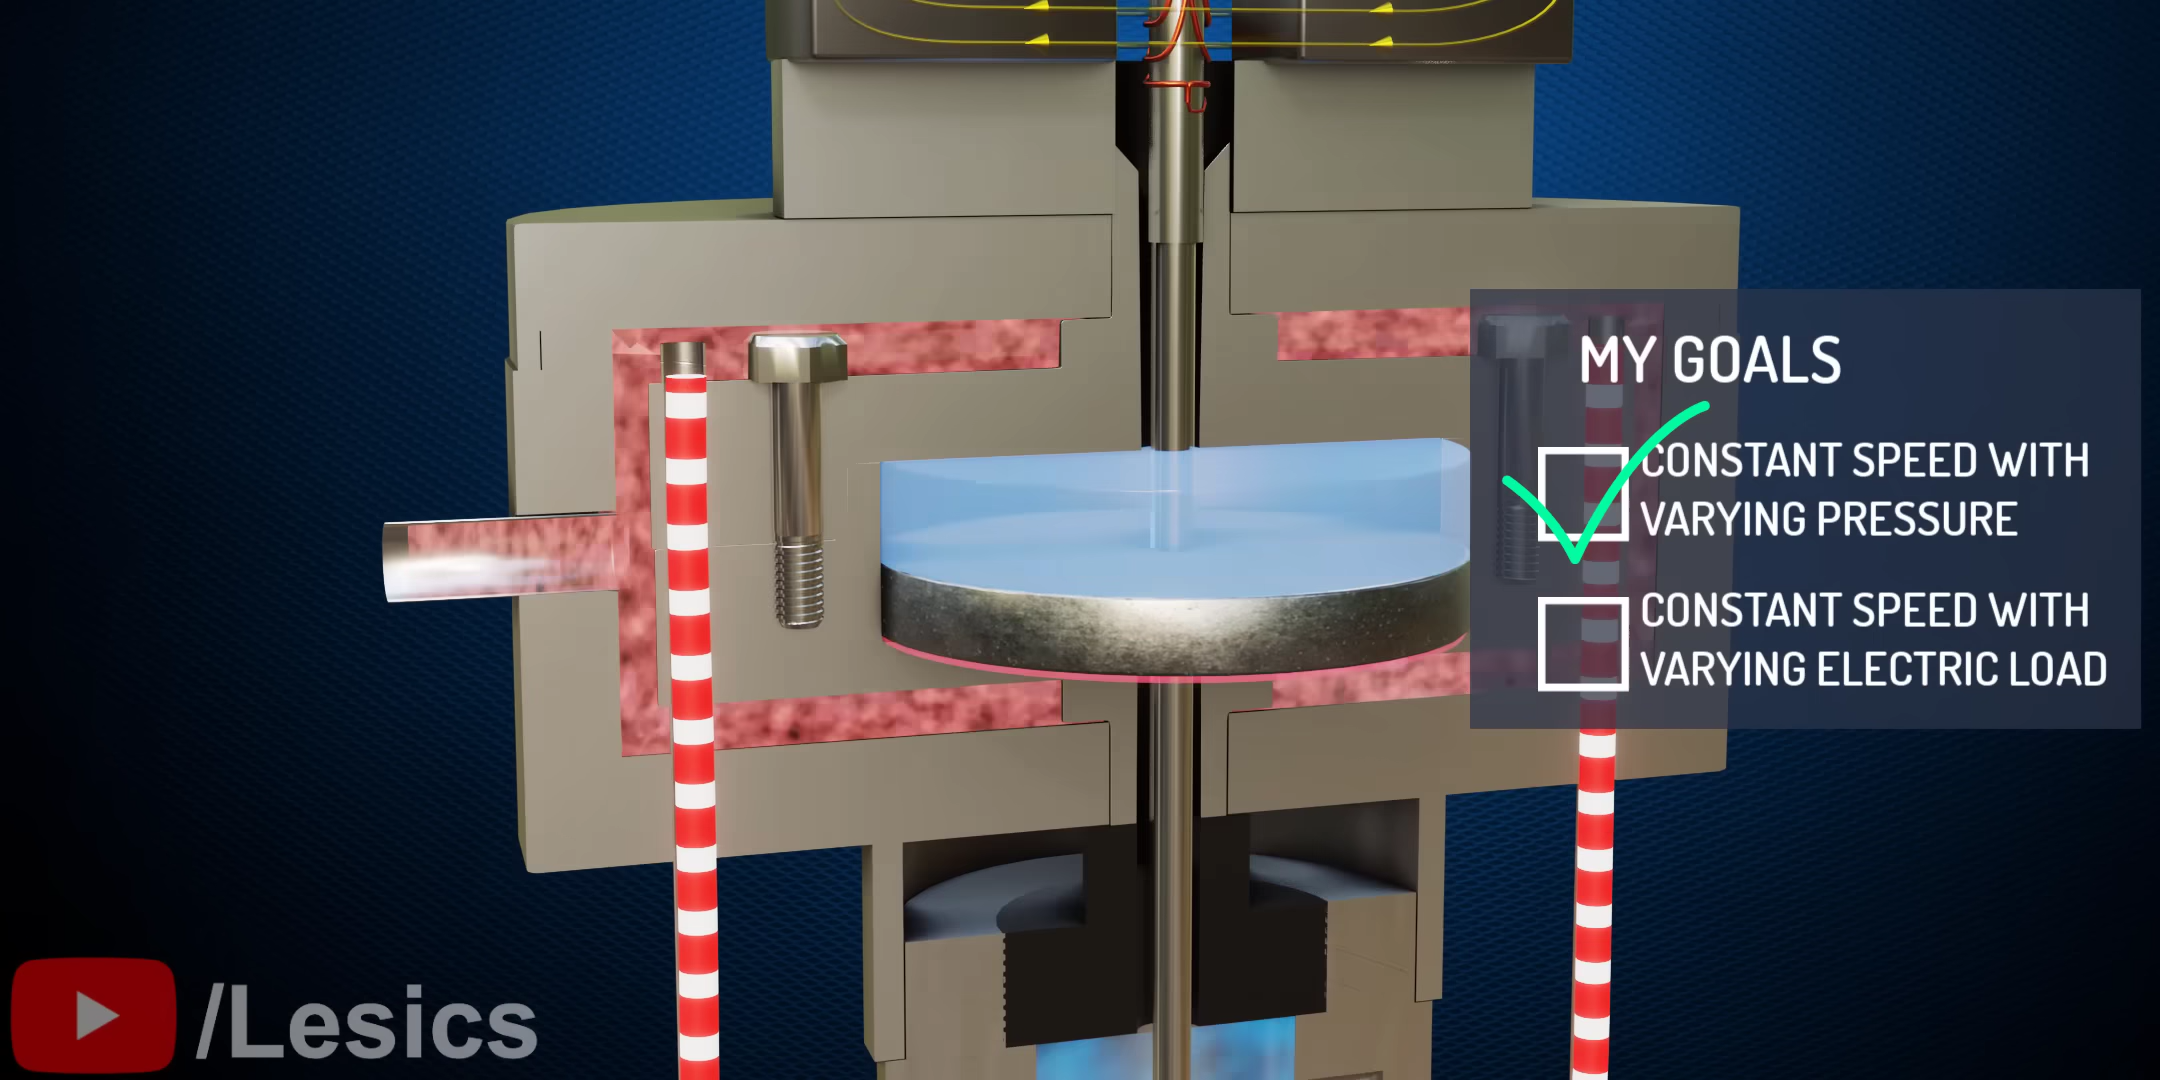 MY GOALS
CONSTANT SPEED WITH
VARYING PRESSURE
CONSTANT SPEED WITH
VARYING ELECTRIC LOAD
/Lesics